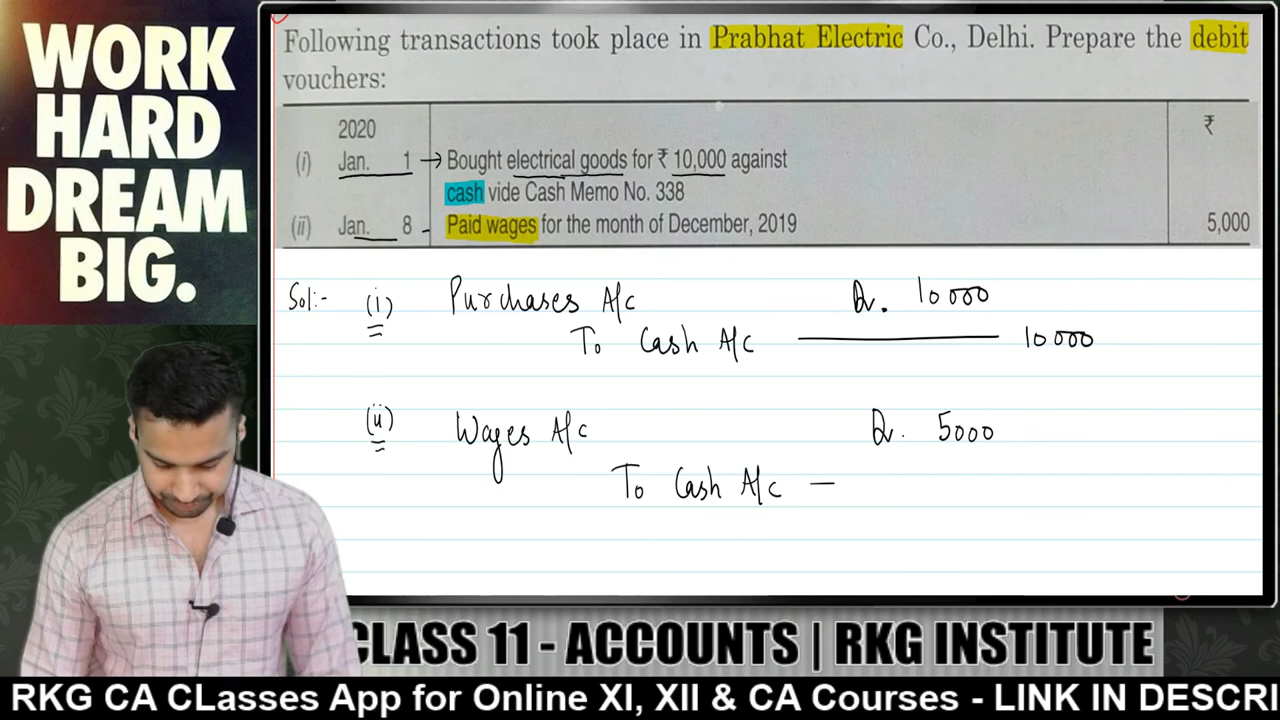 WORK
HARD
DREAM
BIG.
Following transactions took place in Prabhat Electric Co., Delhi. Prepare the debit
vouchers:
2020 ₹
(i) Jan. 1 → Bought electrical goods for ₹ 10,000 against
cash vide Cash Memo No. 338
(ii) Jan. 8 - Paid wages for the month of December, 2019 5,000
Sol:- (i) Purchases A/c Dr. 10000
To Cash A/c 10000
(ii) Wages A/c Dr. 5000
To Cash A/c —
CLASS 11 - ACCOUNTS | RKG INSTITUTE
RKG CA CLasses App for Online XI, XII & CA Courses - LINK IN DESCRI